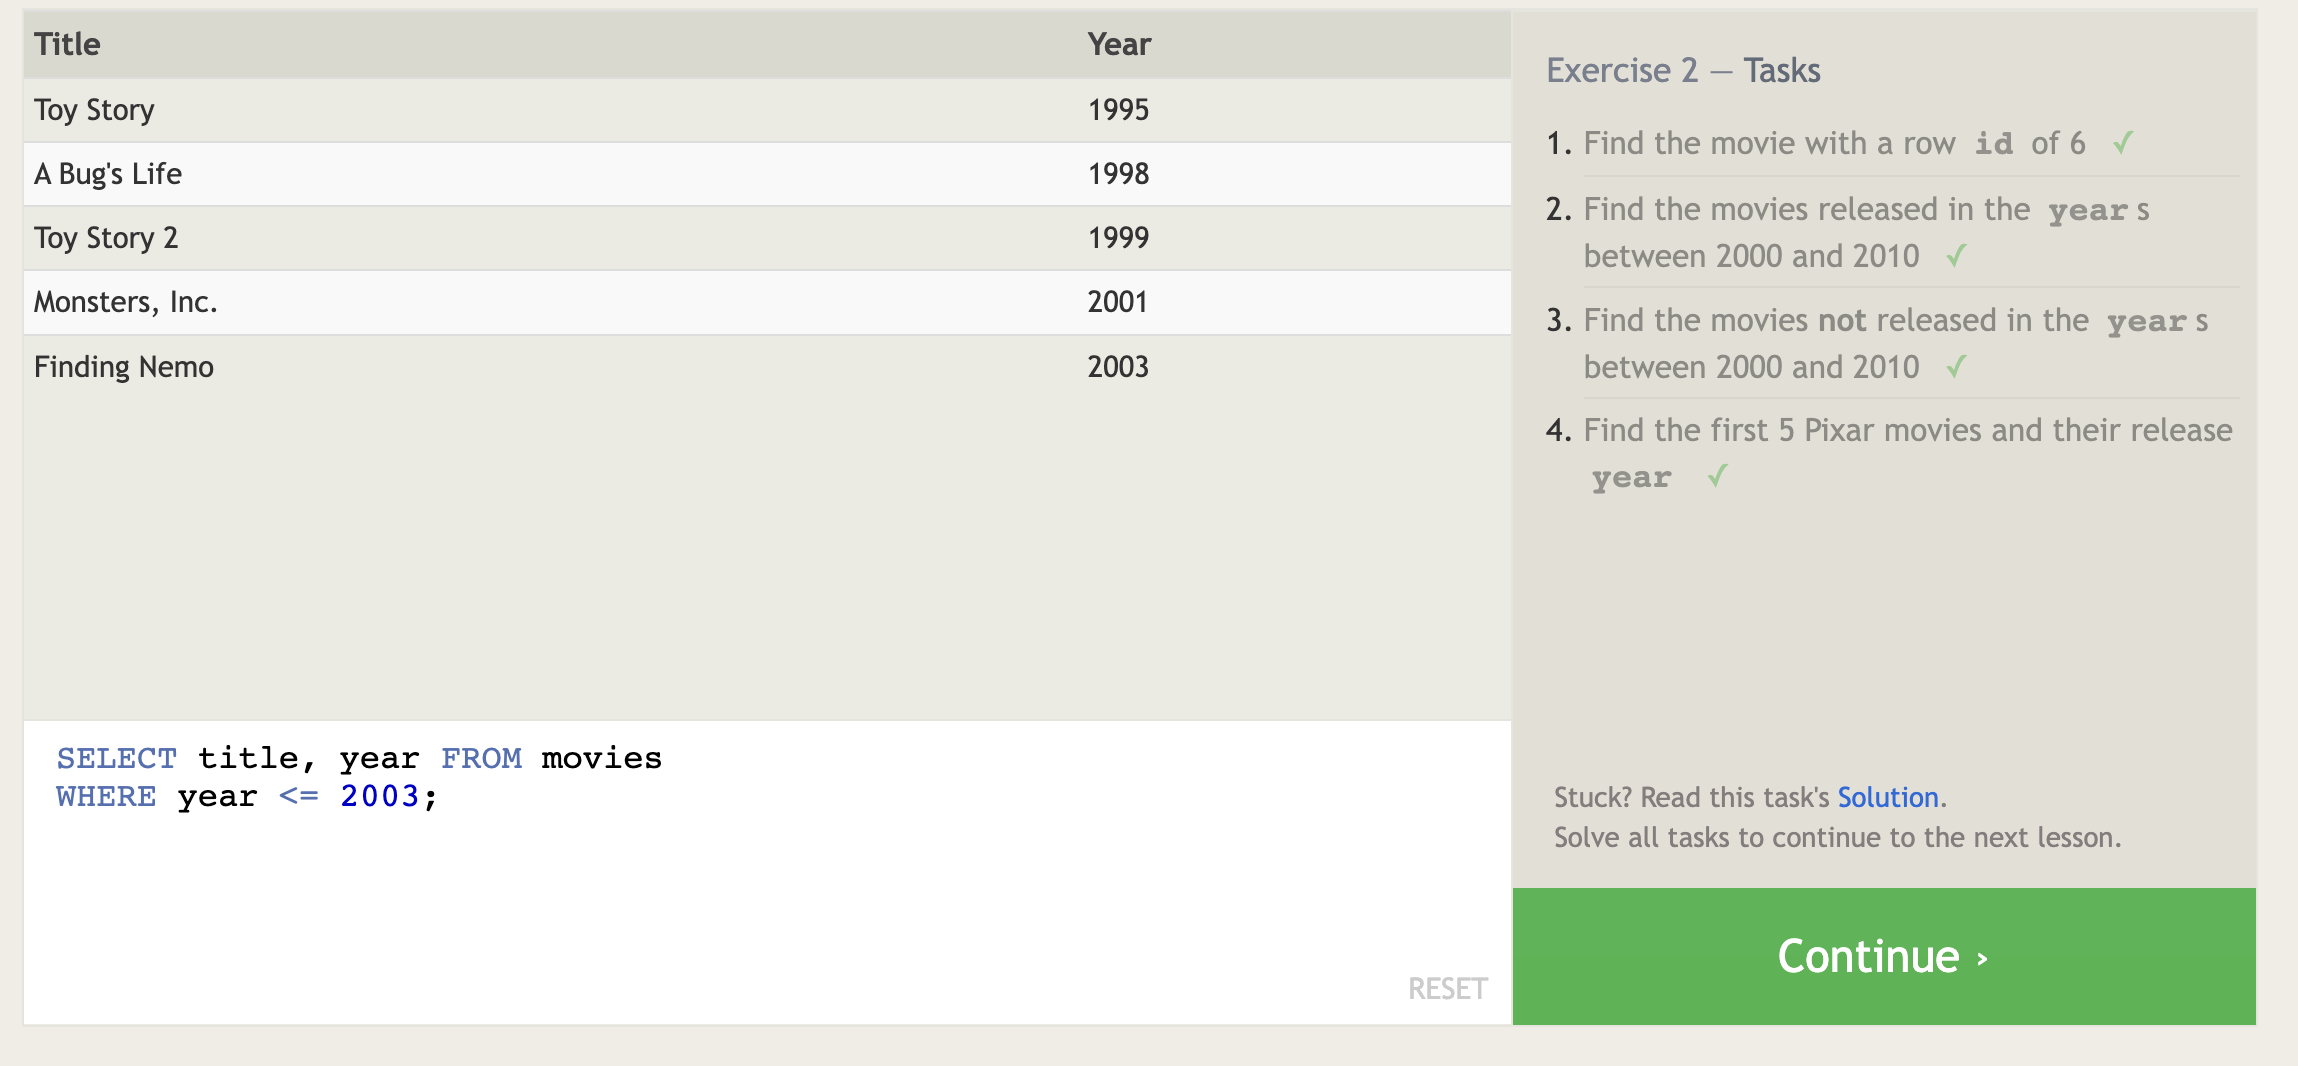 Title Year
Toy Story 1995
A Bug's Life 1998
Toy Story 2 1999
Monsters, Inc. 2001
Finding Nemo 2003
SELECT title, year FROM movies
WHERE year <= 2003;
RESET
Exercise 2 — Tasks
1. Find the movie with a row id of 6 ✓
2. Find the movies released in the years
between 2000 and 2010 ✓
3. Find the movies not released in the years
between 2000 and 2010 ✓
4. Find the first 5 Pixar movies and their release
year ✓
Stuck? Read this task's Solution.
Solve all tasks to continue to the next lesson.
Continue ›